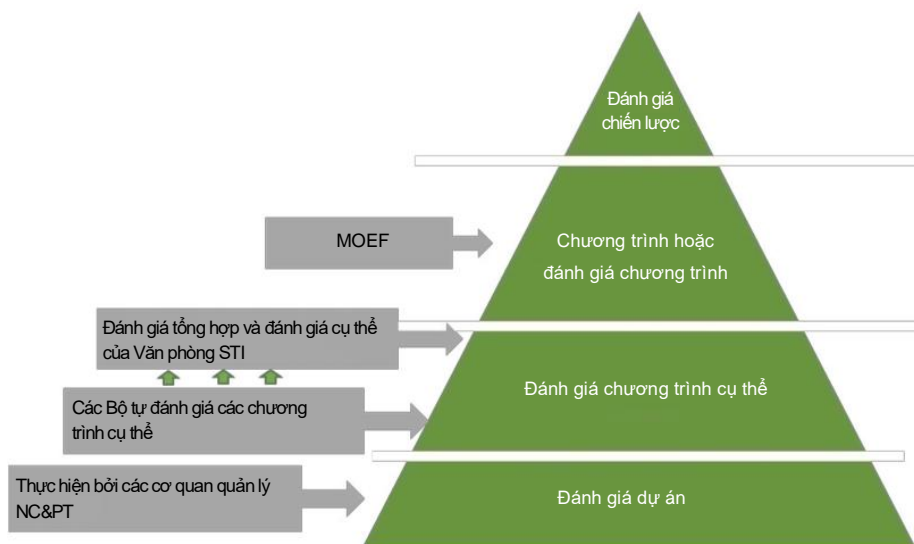 Đánh giá
chiến lược
MOEF
Chương trình hoặc
đánh giá chương trình
Đánh giá tổng hợp và đánh giá cụ thể
của Văn phòng STI
Các Bộ tự đánh giá các chương
trình cụ thể
Đánh giá chương trình cụ thể
Thực hiện bởi các cơ quan quản lý
NC&PT
Đánh giá dự án